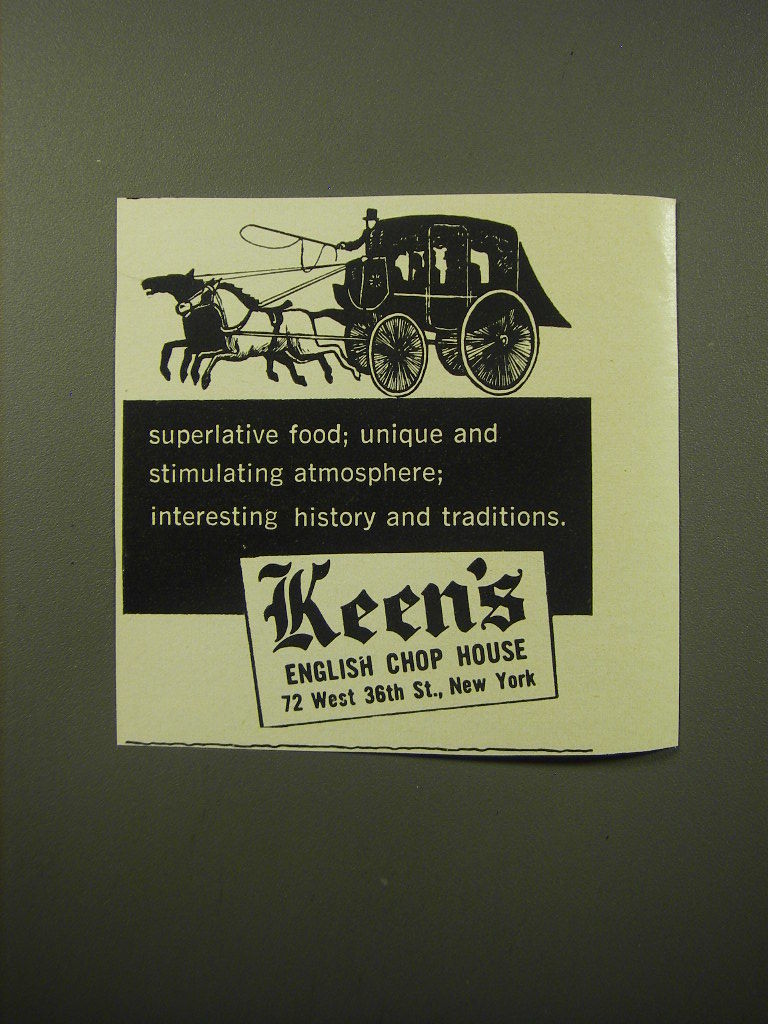 superlative food; unique and
stimulating atmosphere;
interesting history and traditions.
Keen's
ENGLISH CHOP HOUSE
72 West 36th St., New York